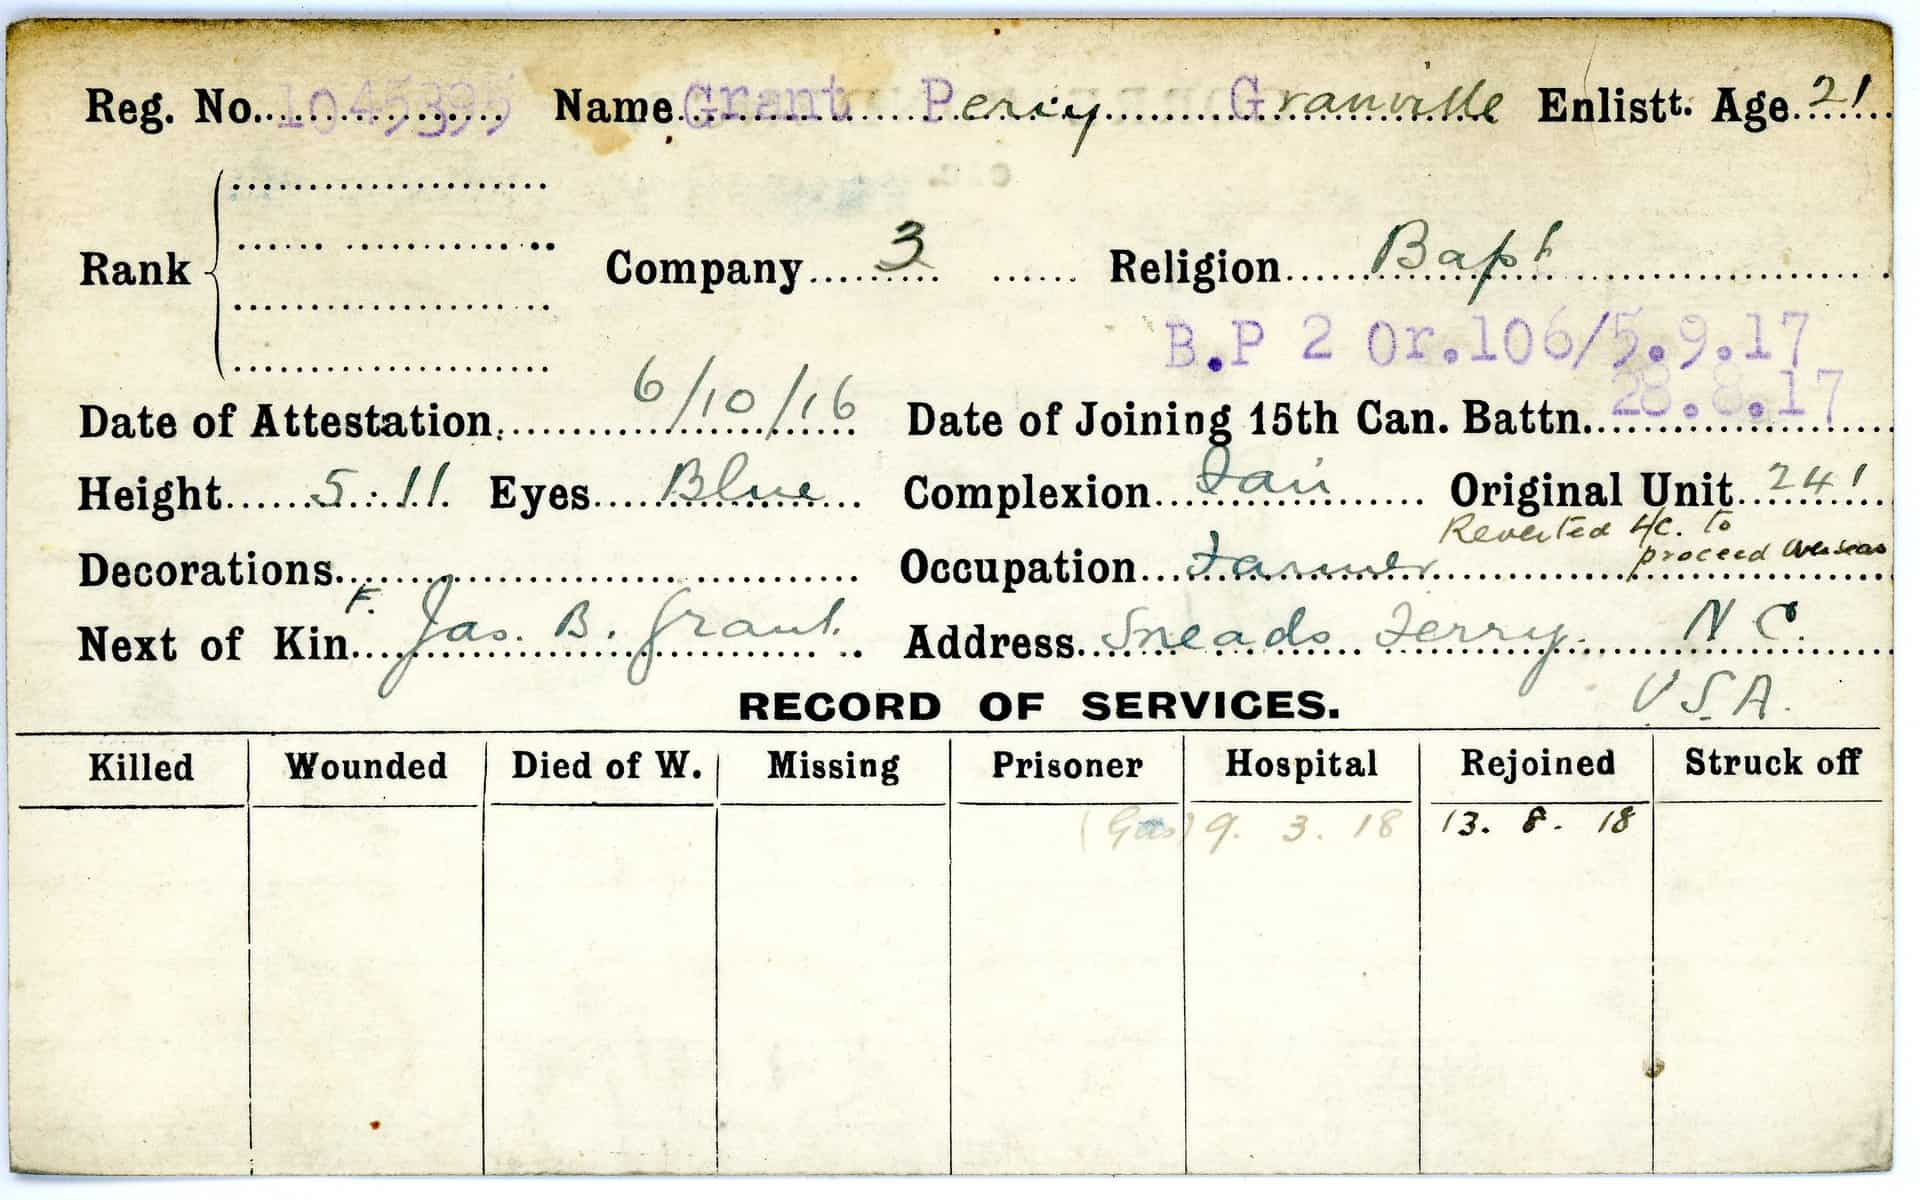 Reg. No. 1045395 Name Grant Percy Granville Enlistt. Age 21
Rank Company 3 Religion Bapt
B.P 2 Or.106/5.9.17
Date of Attestation 6/10/16 Date of Joining 15th Can. Battn. 28.8.17
Height 5.11 Eyes Blue Complexion Fair Original Unit 241
Reverted A/C. to proceed Overseas
Decorations Occupation Farmer
Next of Kin F. Jas. B. Grant. Address Sneads Ferry. N C.
U S.A.
RECORD OF SERVICES.
Killed Wounded Died of W. Missing Prisoner Hospital Rejoined Struck off
(Gas) 9. 3. 18 13. 8. 18